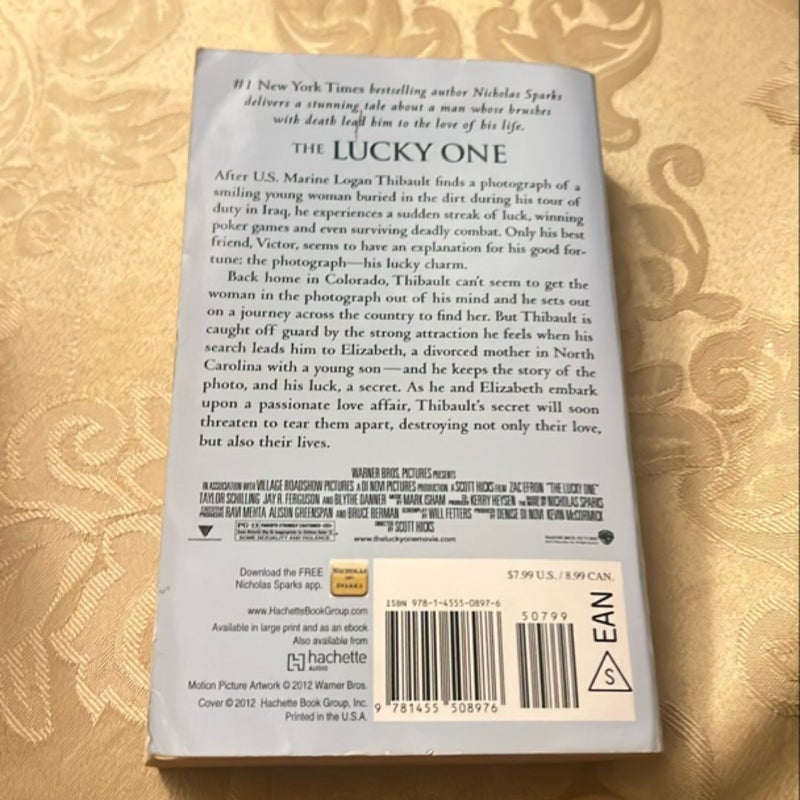 #1 New York Times bestselling author Nicholas Sparks
delivers a stunning tale about a man whose brushes
with death lead him to the love of his life.
THE LUCKY ONE
After U.S. Marine Logan Thibault finds a photograph of a
smiling young woman buried in the dirt during his tour of
duty in Iraq, he experiences a sudden streak of luck, winning
poker games and even surviving deadly combat. Only his best
friend, Victor, seems to have an explanation for his good for-
tune: the photograph—his lucky charm.
Back home in Colorado, Thibault can't seem to get the
woman in the photograph out of his mind and he sets out
on a journey across the country to find her. But Thibault is
caught off guard by the strong attraction he feels when his
search leads him to Elizabeth, a divorced mother in North
Carolina with a young son—and he keeps the story of the
photo, and his luck, a secret. As he and Elizabeth embark
upon a passionate love affair, Thibault's secret will soon
threaten to tear them apart, destroying not only their love,
but also their lives.
WARNER BROS. PICTURES PRESENTS
IN ASSOCIATION WITH VILLAGE ROADSHOW PICTURES A DI NOVI PICTURES PRODUCTION A SCOTT HICKS FILM ZAC EFRON "THE LUCKY ONE"
TAYLOR SCHILLING JAY R. FERGUSON AND BLYTHE DANNER MARK ISHAM KERRY HEYSEN NICHOLAS SPARKS
RAVI MEHTA ALISON GREENSPAN AND BRUCE BERMAN WILL FETTERS DENISE DI NOVI KEVIN McCORMICK
SCOTT HICKS
PG-13 PARENTS STRONGLY CAUTIONED
SOME SEXUALITY AND VIOLENCE
www.theluckyonemovie.com
Download the FREE
Nicholas Sparks app.
NICHOLAS
SPARKS
www.HachetteBookGroup.com
Available in large print and as an ebook
Also available from
hachette
AUDIO
Motion Picture Artwork © 2012 Warner Bros.
Cover © 2012 Hachette Book Group, Inc.
Printed in the U.S.A.
$7.99 U.S. / 8.99 CAN.
ISBN 978-1-4555-0897-6
50799
9 781455 508976
EAN
S